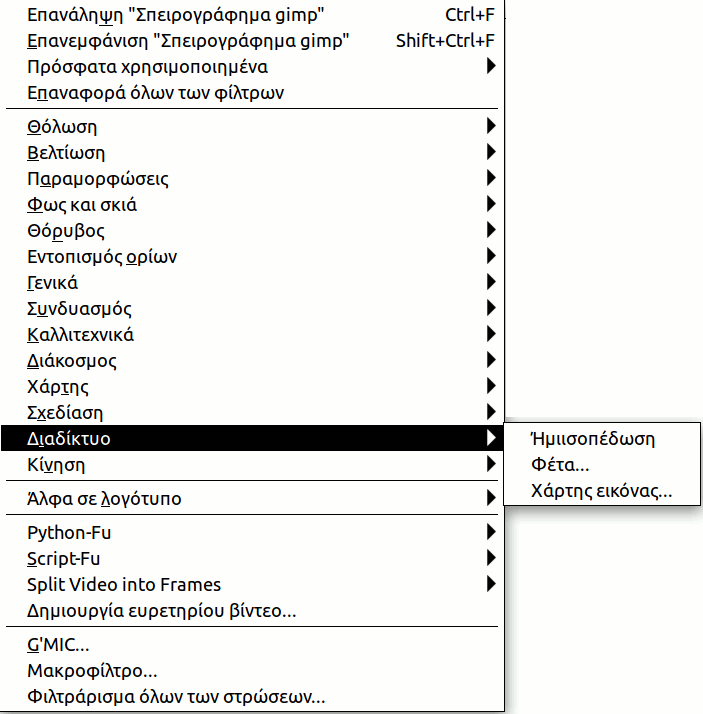 Επανάληψη "Σπειρογράφημα gimp" Ctrl+F
Επανεμφάνιση "Σπειρογράφημα gimp" Shift+Ctrl+F
Πρόσφατα χρησιμοποιημένα
Επαναφορά όλων των φίλτρων
Θόλωση
Βελτίωση
Παραμορφώσεις
Φως και σκιά
Θόρυβος
Εντοπισμός ορίων
Γενικά
Συνδυασμός
Καλλιτεχνικά
Διάκοσμος
Χάρτης
Σχεδίαση
Διαδίκτυο
Ήμιισοπέδωση
Κίνηση
Φέτα...
Χάρτης εικόνας...
Άλφα σε λογότυπο
Python-Fu
Script-Fu
Split Video into Frames
Δημιουργία ευρετηρίου βίντεο...
G'MIC...
Μακροφίλτρο...
Φιλτράρισμα όλων των στρώσεων...